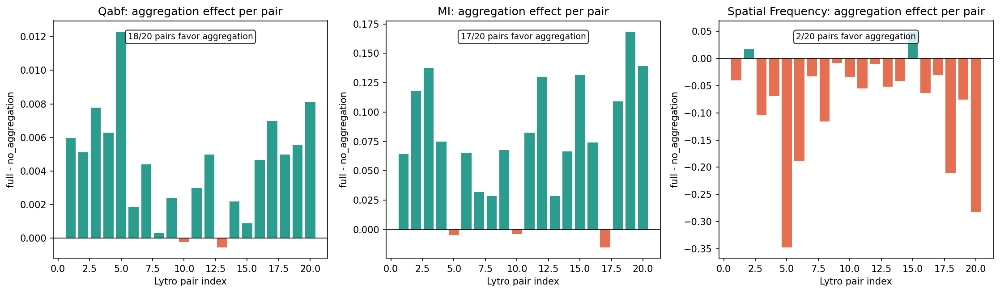 Qabf: aggregation effect per pair
18/20 pairs favor aggregation
full - no_aggregation
0.012
0.010
0.008
0.006
0.004
0.002
0.000
0.0 2.5 5.0 7.5 10.0 12.5 15.0 17.5 20.0
Lytro pair index
MI: aggregation effect per pair
17/20 pairs favor aggregation
full - no_aggregation
0.175
0.150
0.125
0.100
0.075
0.050
0.025
0.000
0.0 2.5 5.0 7.5 10.0 12.5 15.0 17.5 20.0
Lytro pair index
Spatial Frequency: aggregation effect per pair
2/20 pairs favor aggregation
full - no_aggregation
0.05
0.00
−0.05
−0.10
−0.15
−0.20
−0.25
−0.30
−0.35
0.0 2.5 5.0 7.5 10.0 12.5 15.0 17.5 20.0
Lytro pair index